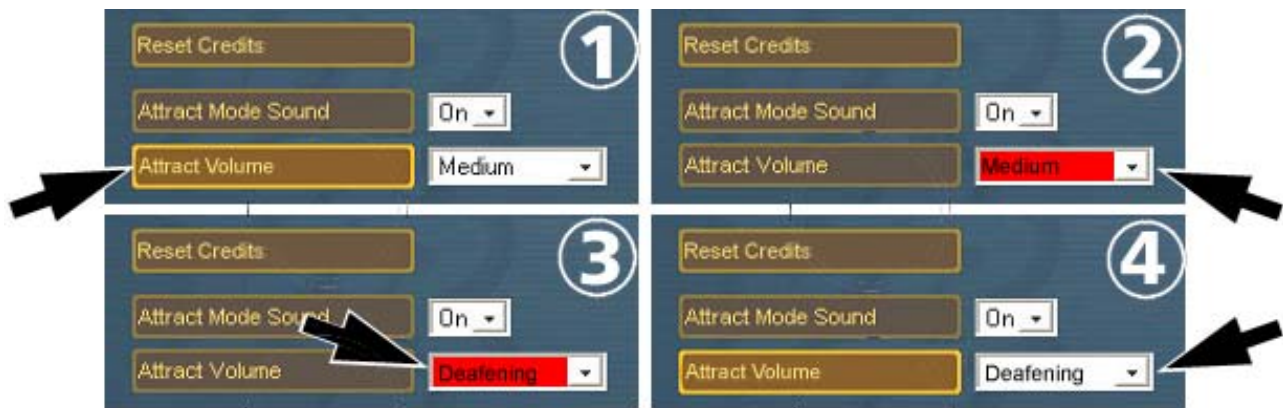 Reset Credits
①
Attract Mode Sound
On
Attract Volume
Medium
Reset Credits
②
Attract Mode Sound
On
Attract Volume
Medium
Reset Credits
③
Attract Mode Sound
On
Attract Volume
Deafening
Reset Credits
④
Attract Mode Sound
On
Attract Volume
Deafening